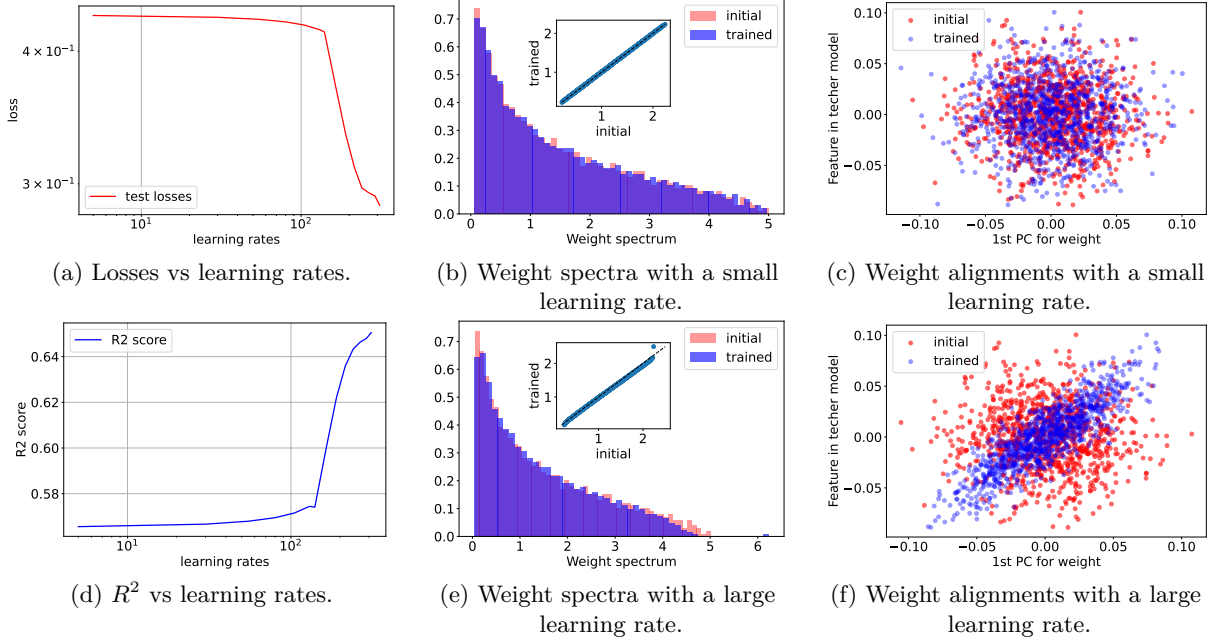 4 × 10⁻¹
3 × 10⁻¹
loss
test losses
10¹
10²
learning rates
(a) Losses vs learning rates.
0.7
0.6
0.5
0.4
0.3
0.2
0.1
0.0
initial
trained
trained
2
1
1
2
initial
0
1
2
3
4
5
Weight spectrum
(b) Weight spectra with a small
learning rate.
Feature in techer model
0.10
0.05
0.00
−0.05
initial
trained
−0.10
−0.05
0.00
0.05
0.10
1st PC for weight
(c) Weight alignments with a small
learning rate.
R2 score
0.64
0.62
0.60
0.58
R2 score
10¹
10²
learning rates
(d) R² vs learning rates.
0.7
0.6
0.5
0.4
0.3
0.2
0.1
0.0
initial
trained
trained
2
1
1
2
initial
0
1
2
3
4
5
6
Weight spectrum
(e) Weight spectra with a large
learning rate.
Feature in techer model
0.10
0.05
0.00
−0.05
initial
trained
−0.10
−0.05
0.00
0.05
0.10
1st PC for weight
(f) Weight alignments with a large
learning rate.